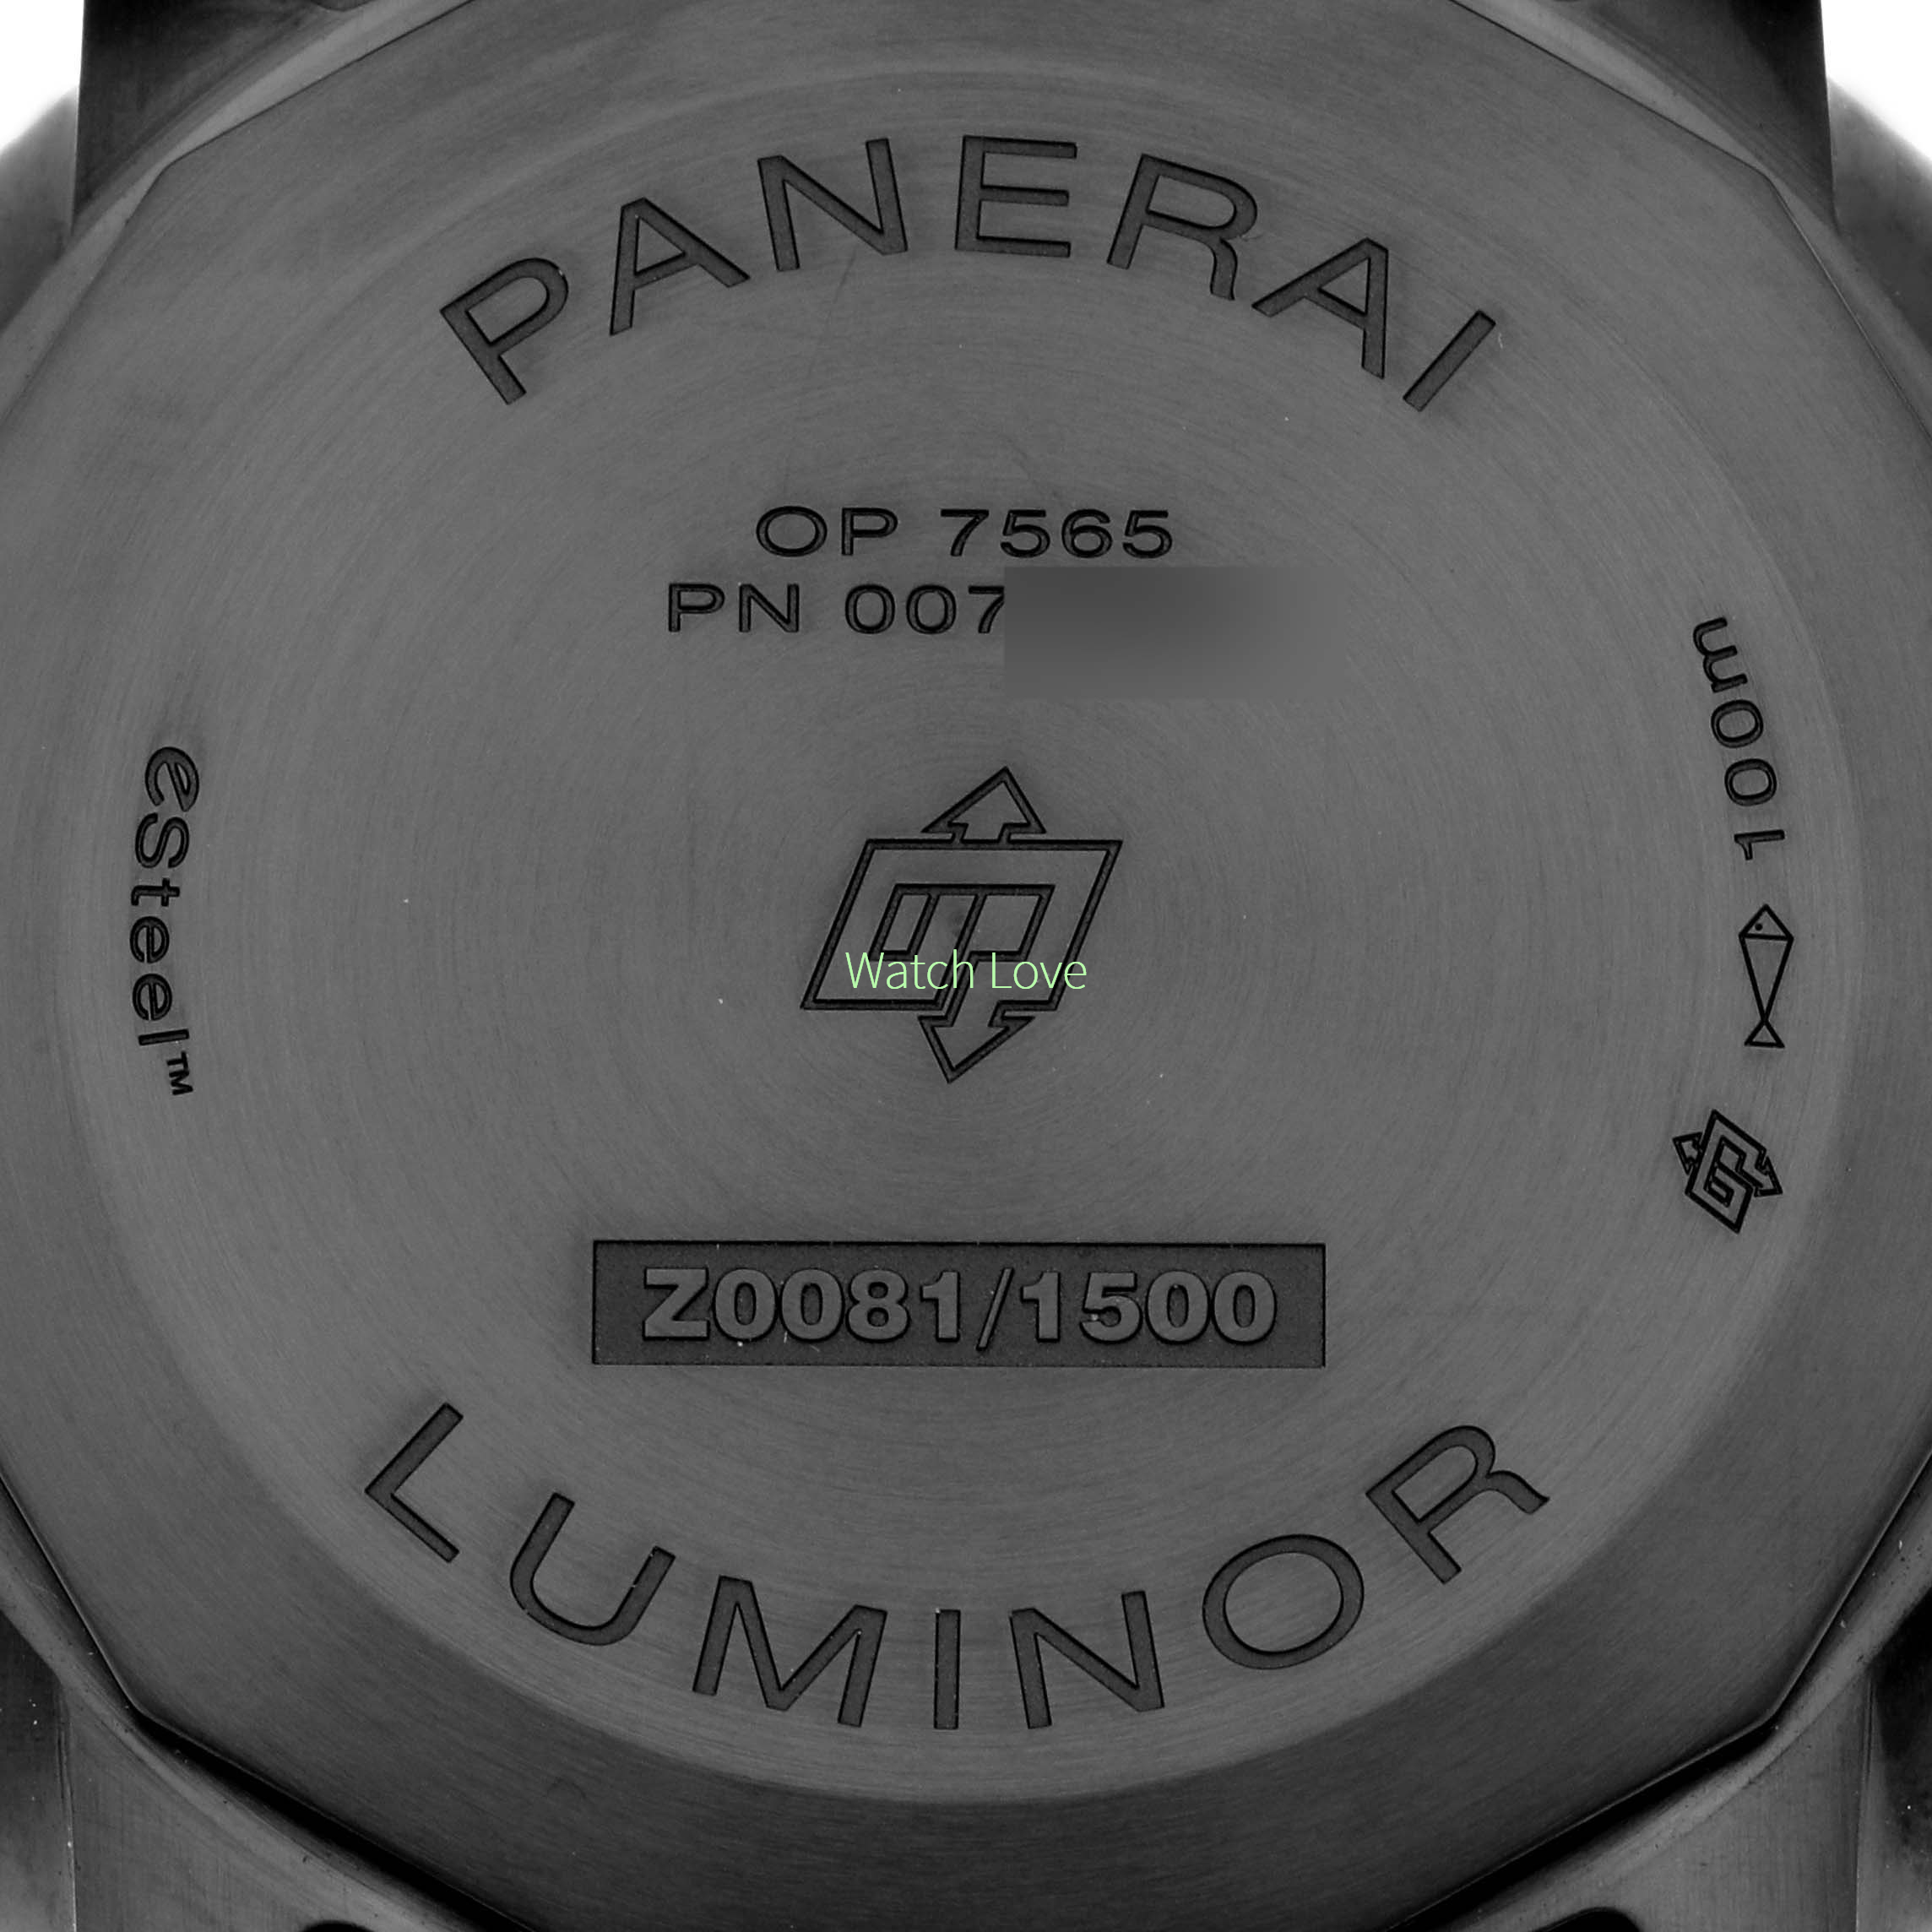 PANERAI
OP 7565
PN 007
100m
eSteel™
Watch Love
Z0081/1500
LUMINOR